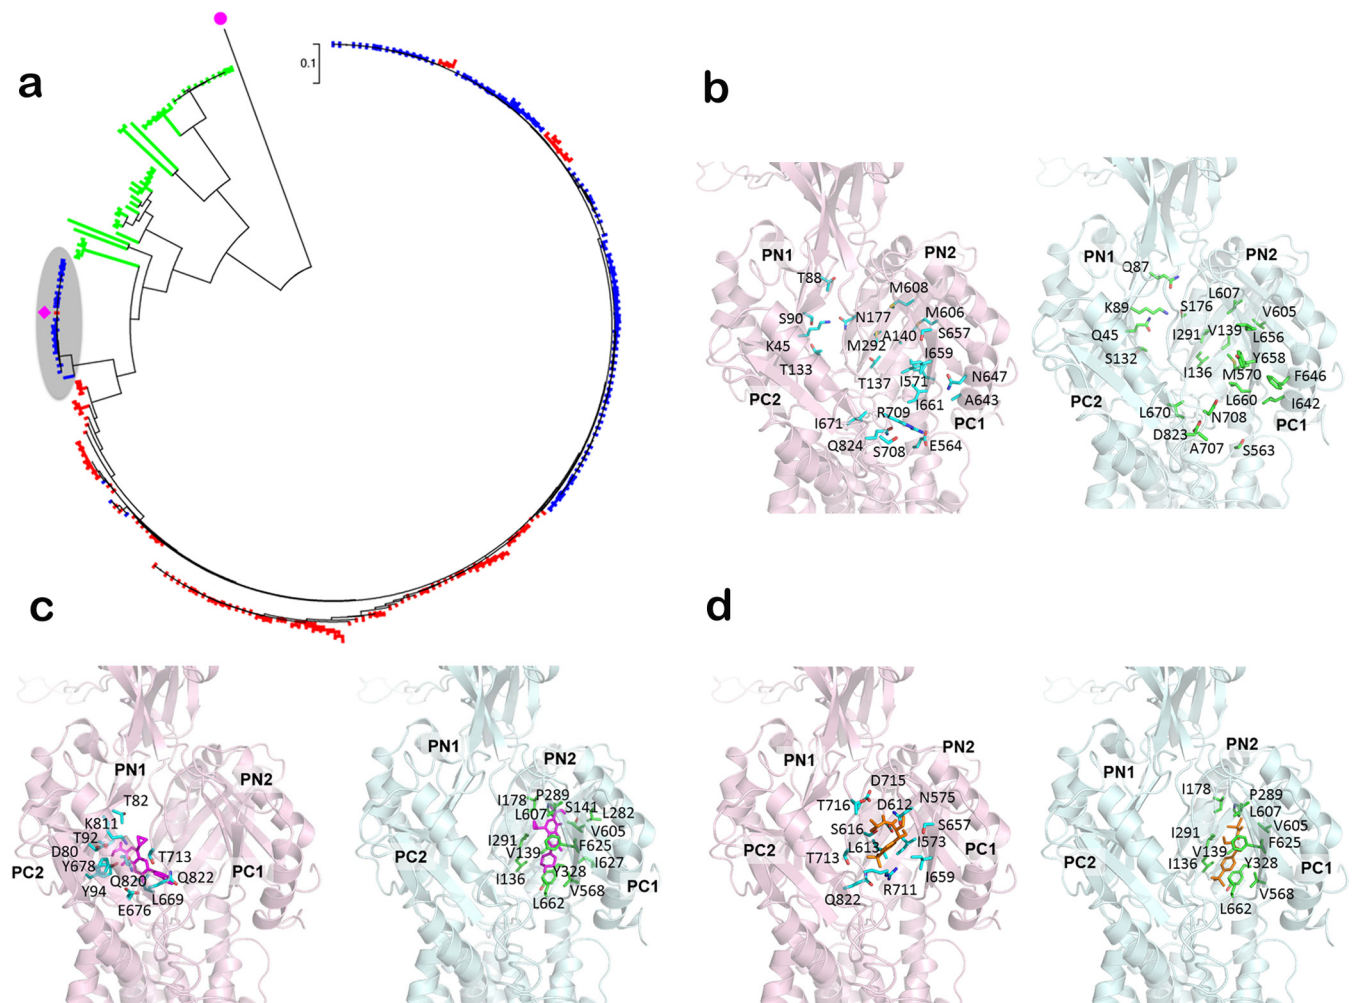 a
0.1
b
PN1
PN2
T88
M608
S90
N177
M606
A140
S657
K45
M292
I659
T133
T137
I571
N647
I661
A643
PC2
R709
I671
PC1
Q824
S708
E564
PN1
Q87
PN2
L607
K89
S176
V605
Q45
I291
V139
L656
S132
Y658
I136
M570
F646
L660
PC2
L670
N708
I642
D823
PC1
A707
S563
c
PN1
PN2
T82
K811
T92
D80
T713
PC2
Y678
Q820
Q822
PC1
Y94
L669
E676
PN1
PN2
I178
P289
L607
S141
L282
V605
I291
F625
PC2
V139
I627
PC1
I136
Y328
V568
L662
d
PN1
PN2
D715
T716
D612
N575
S616
S657
T713
L613
I573
PC2
PC1
I659
Q822
R711
PN1
PN2
I178
P289
L607
V605
I291
F625
PC2
V139
PC1
I136
Y328
V568
L662